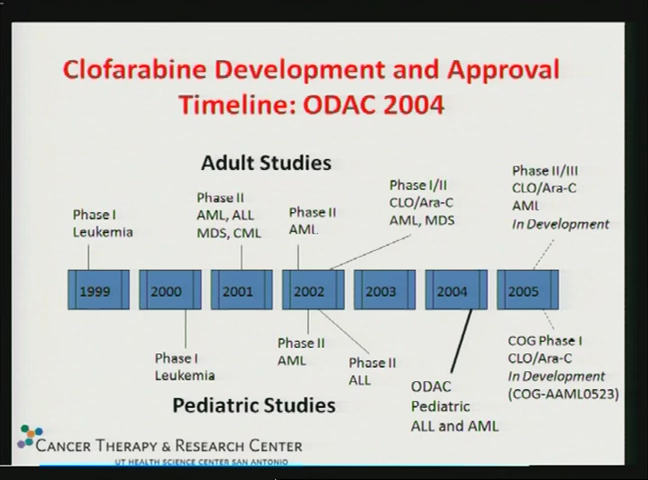 Clofarabine Development and Approval
Timeline: ODAC 2004
Adult Studies
Phase I
Leukemia
Phase II
AML, ALL
MDS, CML
Phase II
AML
Phase I/II
CLO/Ara-C
AML, MDS
Phase II/III
CLO/Ara-C
AML
In Development
1999
2000
2001
2002
2003
2004
2005
Phase I
Leukemia
Phase II
AML
Phase II
ALL
ODAC
Pediatric
ALL and AML
COG Phase I
CLO/Ara-C
In Development
(COG-AAML0523)
Pediatric Studies
CANCER THERAPY & RESEARCH CENTER
UT HEALTH SCIENCE CENTER SAN ANTONIO